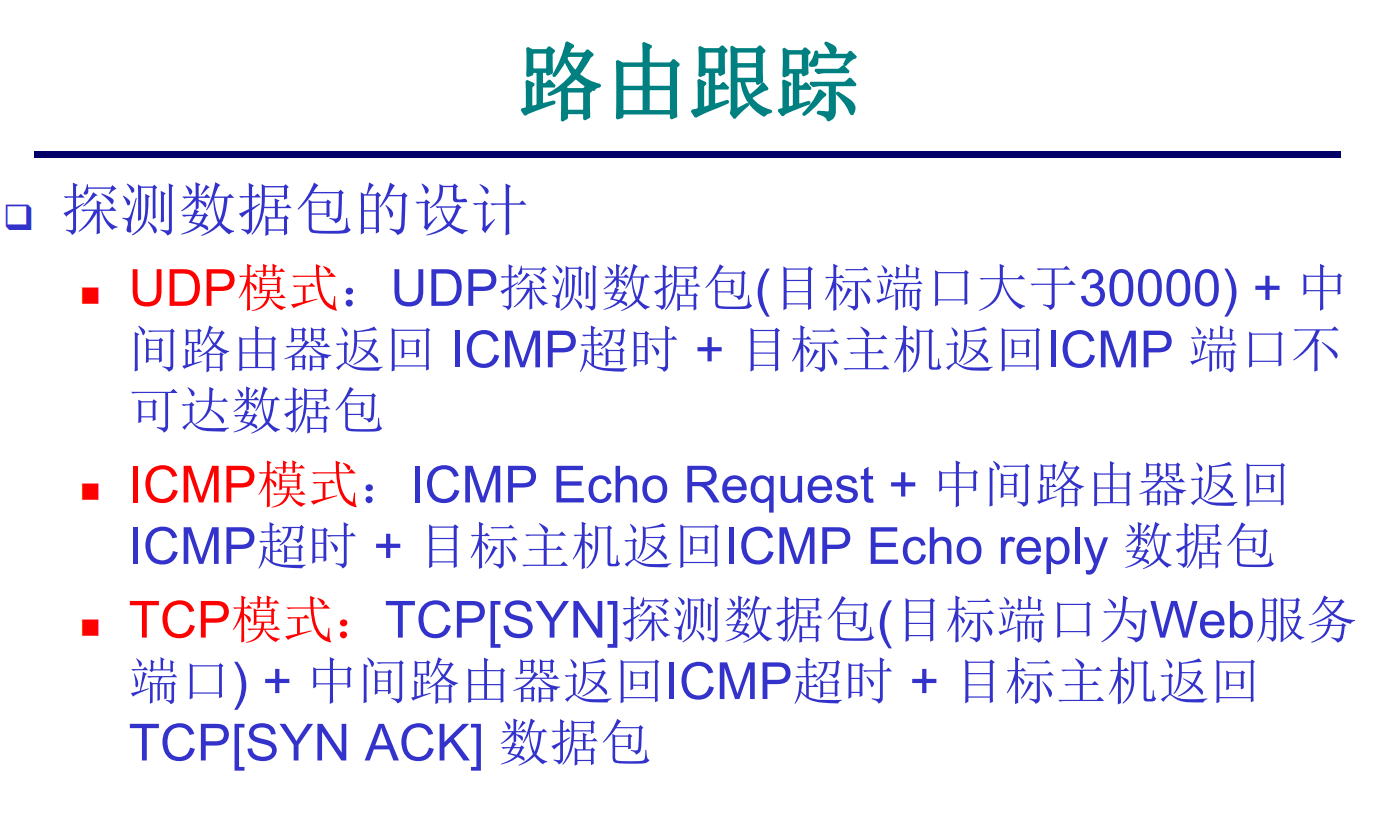 路由跟踪
探测数据包的设计
UDP模式：UDP探测数据包(目标端口大于30000) + 中
间路由器返回 ICMP超时 + 目标主机返回ICMP 端口不
可达数据包
ICMP模式：ICMP Echo Request + 中间路由器返回
ICMP超时 + 目标主机返回ICMP Echo reply 数据包
TCP模式：TCP[SYN]探测数据包(目标端口为Web服务
端口) + 中间路由器返回ICMP超时 + 目标主机返回
TCP[SYN ACK] 数据包